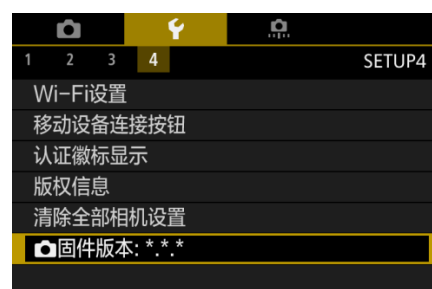 1 2 3 4 SETUP4
Wi-Fi设置
移动设备连接按钮
认证徽标显示
版权信息
清除全部相机设置
固件版本: *.*.*